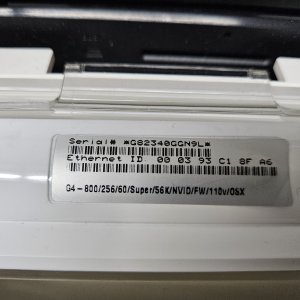 Serial# *G82340GGN9L*
Ethernet ID 00 03 93 C1 8F A6
G4-800/256/60/Super/56K/NVID/FW/110v/OSX